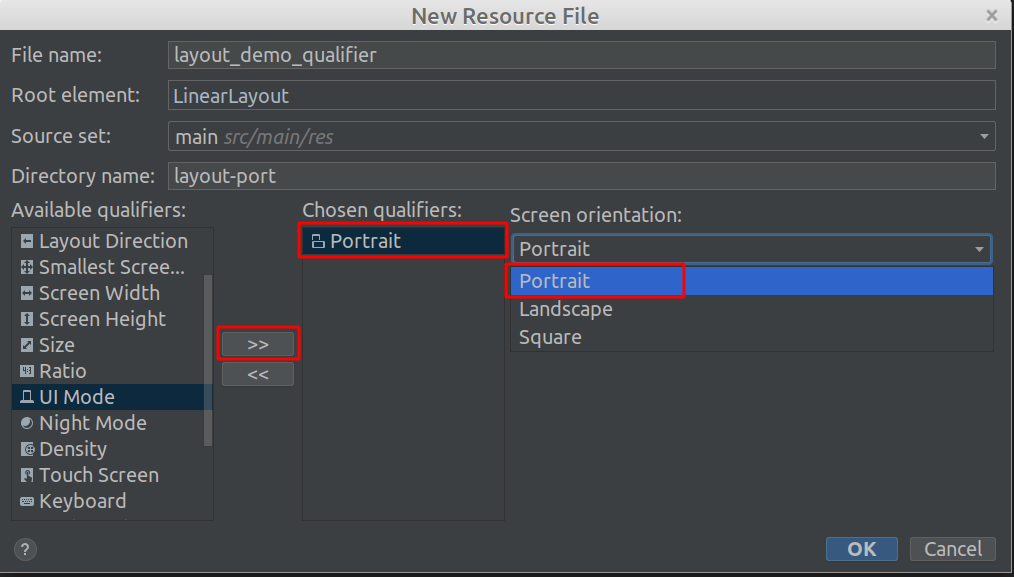 New Resource File
File name: layout_demo_qualifier
Root element: LinearLayout
Source set: main src/main/res
Directory name: layout-port
Available qualifiers:
Layout Direction
Smallest Scree...
Screen Width
Screen Height
Size
Ratio
UI Mode
Night Mode
Density
Touch Screen
Keyboard
>>
<<
Chosen qualifiers:
Portrait
Screen orientation:
Portrait
Portrait
Landscape
Square
?
OK
Cancel